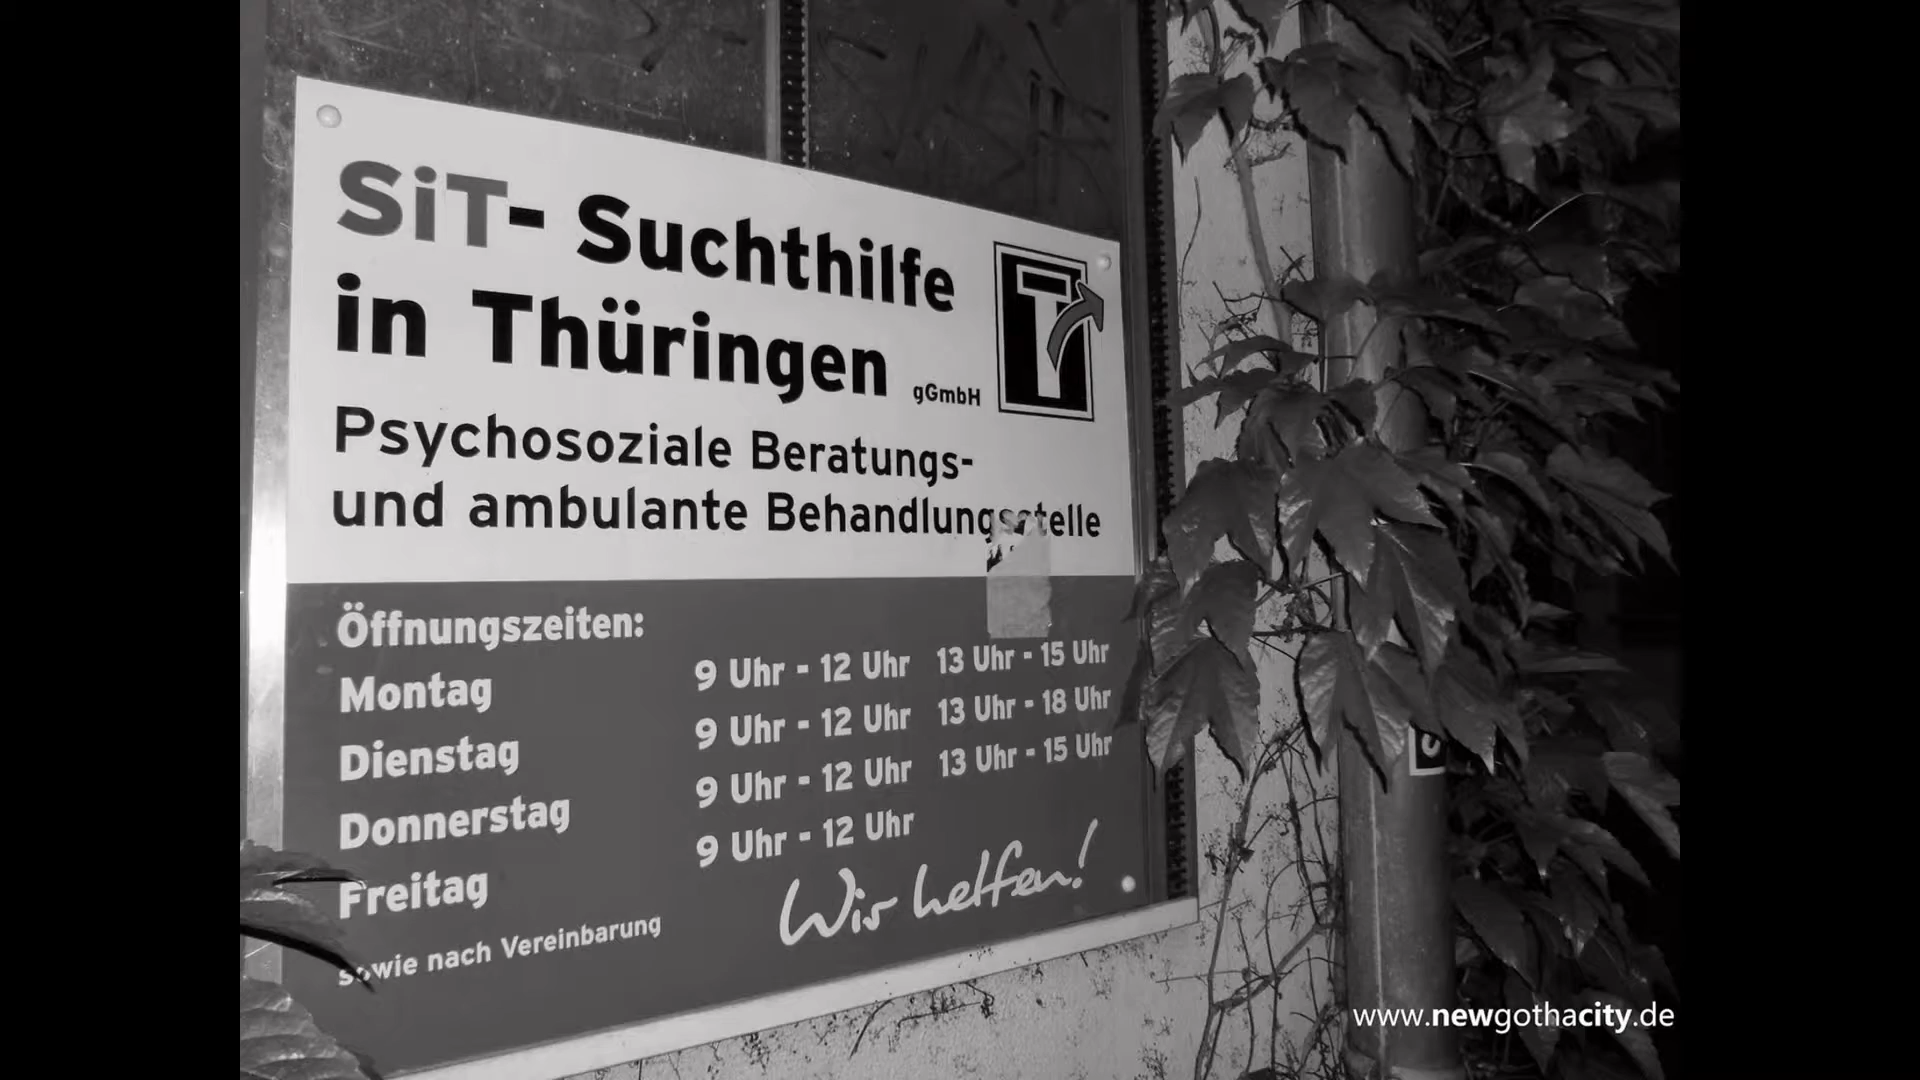 SiT- Suchthilfe
in Thüringen gGmbH
Psychosoziale Beratungs-
und ambulante Behandlungsstelle
Öffnungszeiten:
Montag 9 Uhr - 12 Uhr 13 Uhr - 15 Uhr
Dienstag 9 Uhr - 12 Uhr 13 Uhr - 18 Uhr
Donnerstag 9 Uhr - 12 Uhr 13 Uhr - 15 Uhr
Freitag 9 Uhr - 12 Uhr
sowie nach Vereinbarung
Wir helfen!
www.newgothacity.de